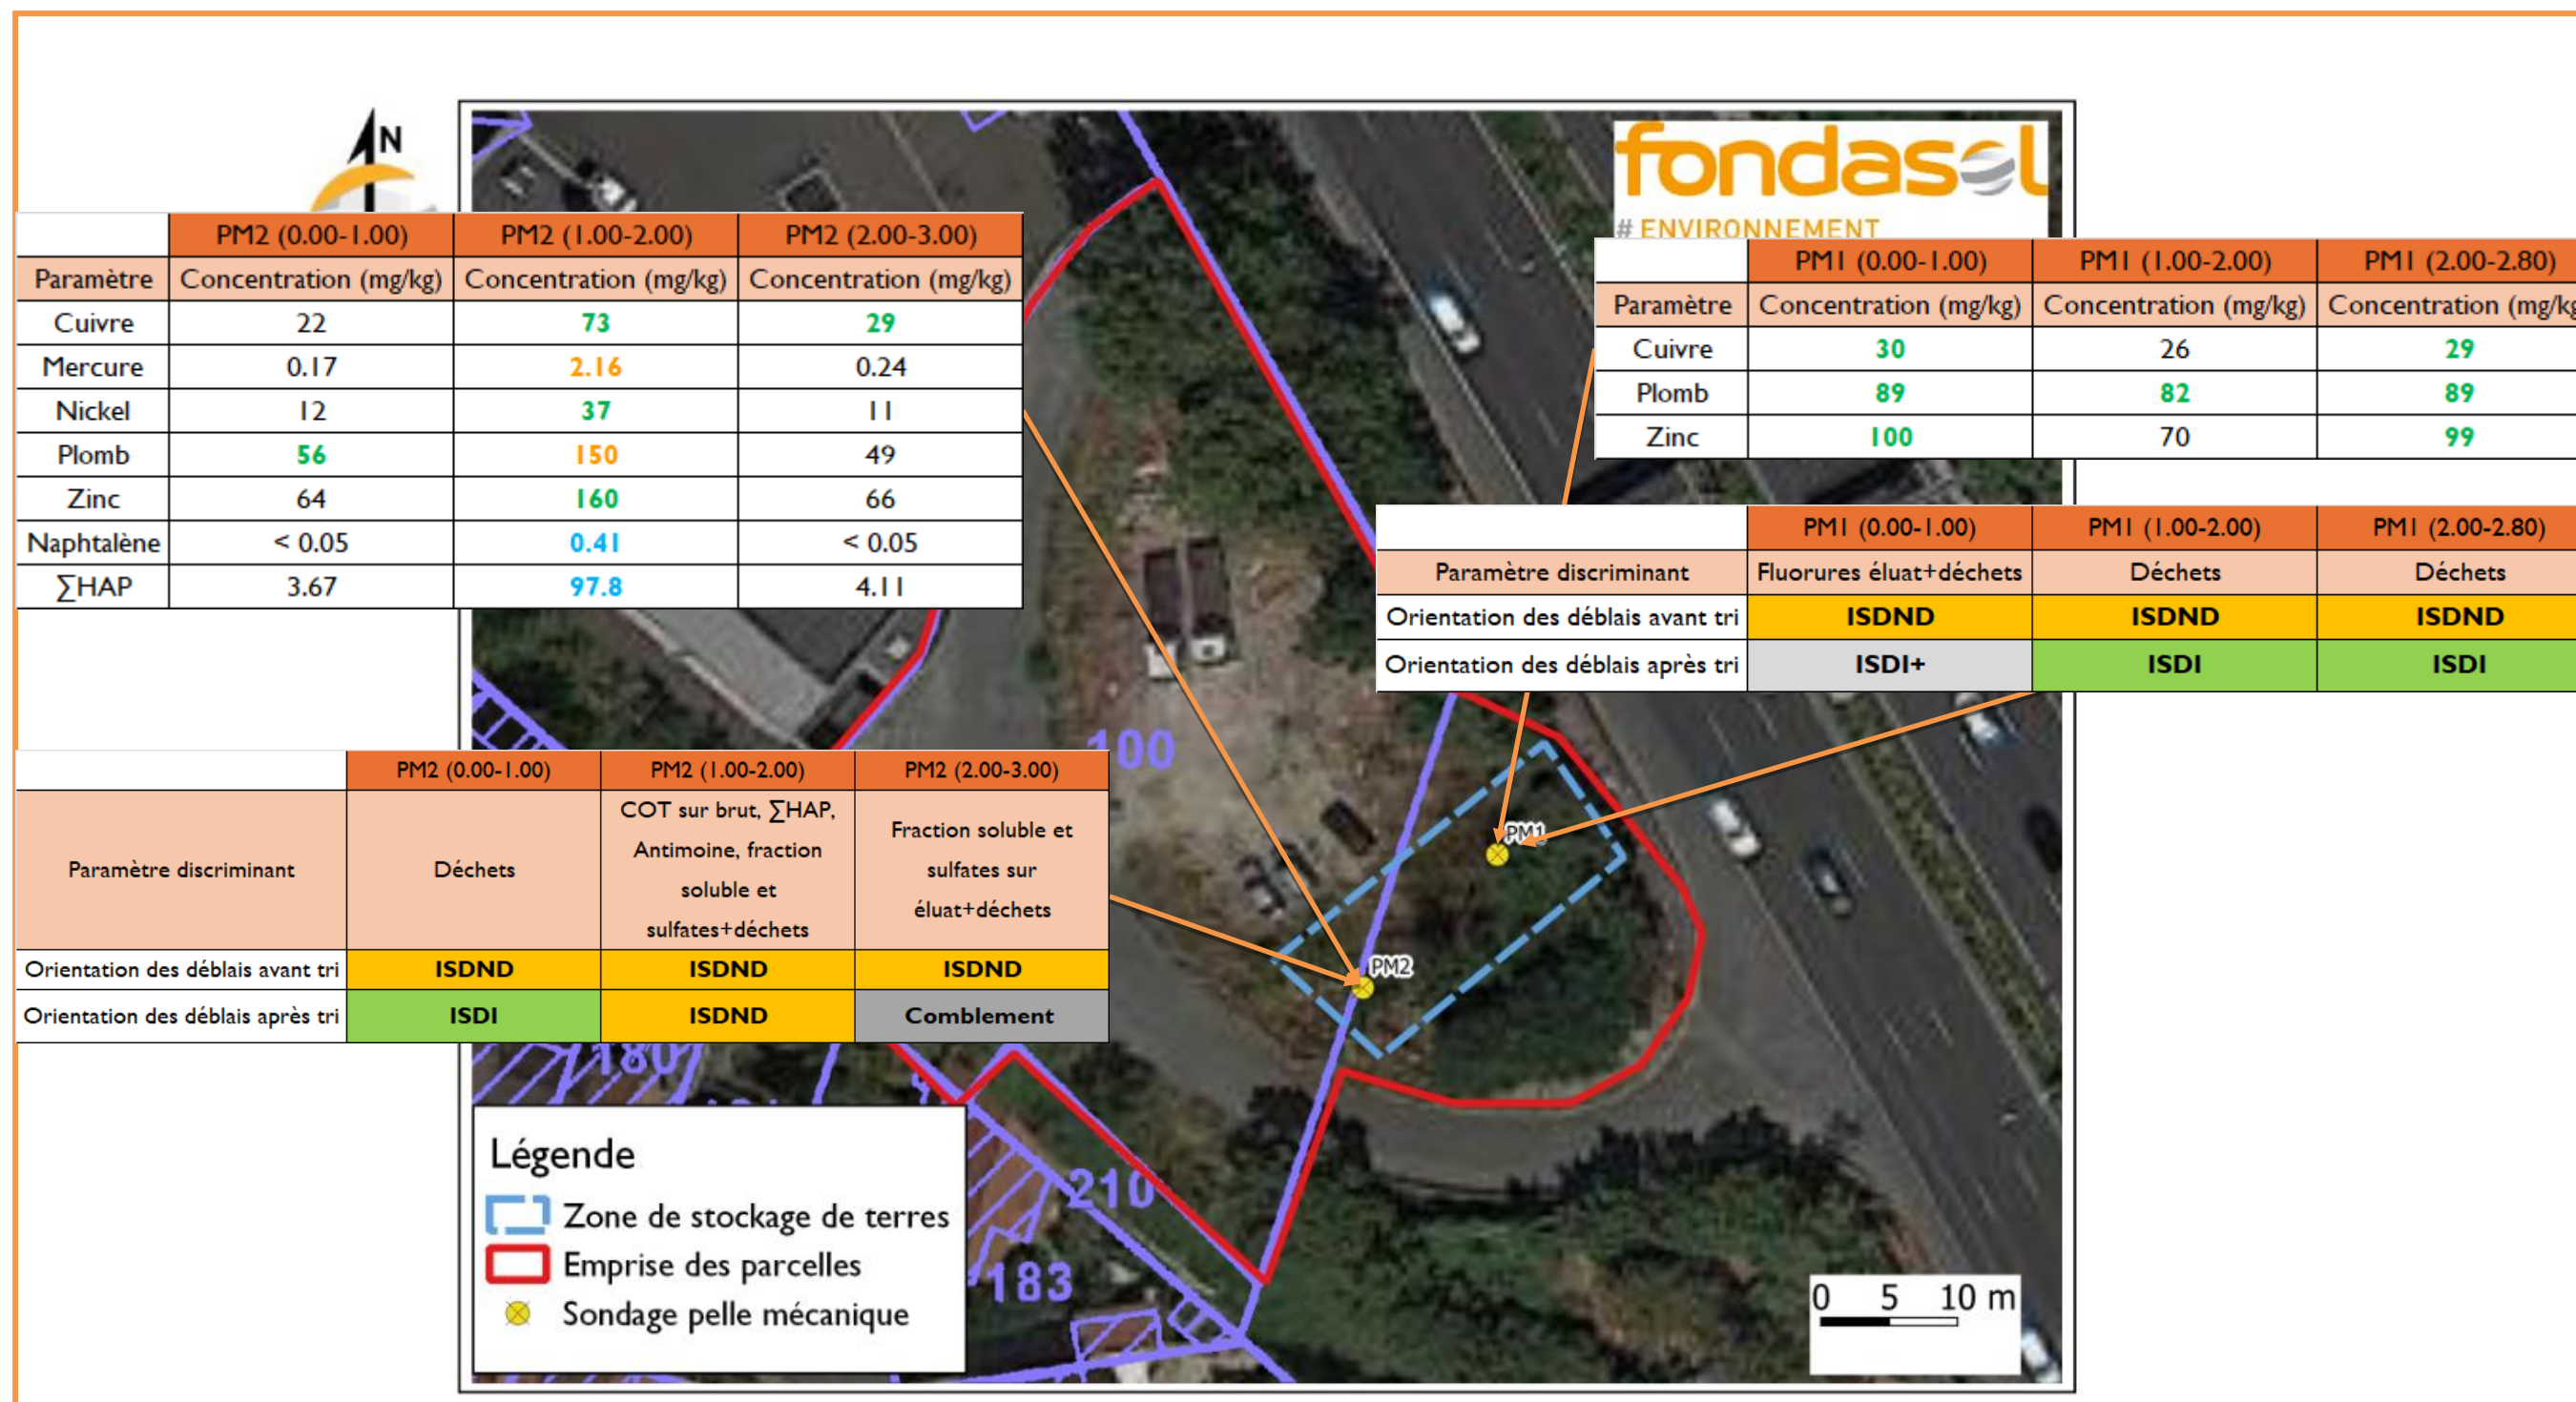 N
fondasol
# ENVIRONNEMENT
PM2 (0.00-1.00) PM2 (1.00-2.00) PM2 (2.00-3.00)
Paramètre Concentration (mg/kg) Concentration (mg/kg) Concentration (mg/kg)
Cuivre 22 73 29
Mercure 0.17 2.16 0.24
Nickel 12 37 11
Plomb 56 150 49
Zinc 64 160 66
Naphtalène < 0.05 0.41 < 0.05
∑HAP 3.67 97.8 4.11
PM1 (0.00-1.00) PM1 (1.00-2.00) PM1 (2.00-2.80)
Paramètre Concentration (mg/kg) Concentration (mg/kg) Concentration (mg/kg
Cuivre 30 26 29
Plomb 89 82 89
Zinc 100 70 99
PM1 (0.00-1.00) PM1 (1.00-2.00) PM1 (2.00-2.80)
Paramètre discriminant Fluorures éluat+déchets Déchets Déchets
Orientation des déblais avant tri ISDND ISDND ISDND
Orientation des déblais après tri ISDI+ ISDI ISDI
100
PM1
PM2
PM2 (0.00-1.00) PM2 (1.00-2.00) PM2 (2.00-3.00)
Paramètre discriminant
Déchets
COT sur brut, ∑HAP,
Antimoine, fraction
soluble et
sulfates+déchets
Fraction soluble et
sulfates sur
éluat+déchets
Orientation des déblais avant tri ISDND ISDND ISDND
Orientation des déblais après tri ISDI ISDND Comblement
180
210
183
Légende
Zone de stockage de terres
Emprise des parcelles
Sondage pelle mécanique
0 5 10 m